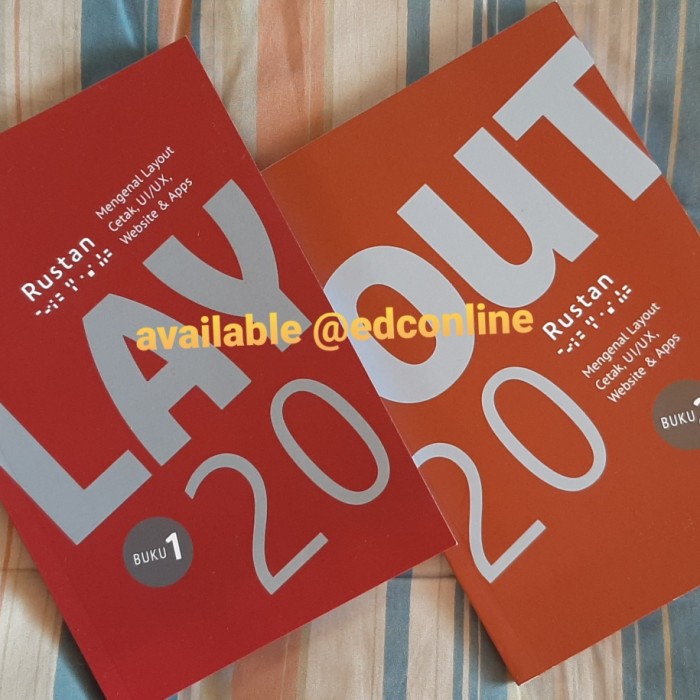 Rustan
Mengenal Layout
Cetak, UI/UX,
Website & Apps
LAY
20
BUKU 1
OUT
20
Rustan
Mengenal Layout
Cetak, UI/UX,
Website & Apps
BUKU
available @edconline